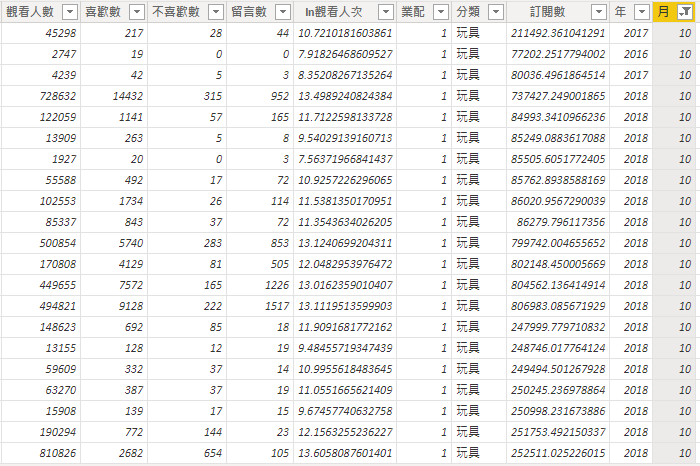 觀看人數 喜歡數 不喜歡數 留言數 ln觀看人次 業配 分類 訂閱數 年 月
45298 217 28 44 10.7210181603861 1 玩具 211492.361041291 2017 10
2747 19 0 0 7.91826468609527 1 玩具 77202.2517794002 2016 10
4239 42 5 3 8.35208267135264 1 玩具 80036.4961864514 2017 10
728632 14432 315 952 13.4989240824384 1 玩具 737427.249001865 2018 10
122059 1141 57 165 11.7122598133728 1 玩具 84993.3410966236 2018 10
13909 263 5 8 9.54029139160713 1 玩具 85249.0883617088 2018 10
1927 20 0 3 7.56371966841437 1 玩具 85505.6051772405 2018 10
55588 492 17 72 10.9257226296065 1 玩具 85762.8938588169 2018 10
102553 1734 26 114 11.5381350170951 1 玩具 86020.9567290039 2018 10
85337 843 37 72 11.3543634026205 1 玩具 86279.796117356 2018 10
500854 5740 283 853 13.1240699204311 1 玩具 799742.004655652 2018 10
170808 4129 81 505 12.0482953976472 1 玩具 802148.450005669 2018 10
449655 7572 165 1226 13.0162359010407 1 玩具 804562.136414914 2018 10
494821 9128 222 1517 13.1119513599903 1 玩具 806983.085671929 2018 10
148623 692 85 18 11.9091681772162 1 玩具 247999.779710832 2018 10
13155 128 12 19 9.48455719347439 1 玩具 248746.017764124 2018 10
59609 332 37 14 10.9955618483645 1 玩具 249494.501267928 2018 10
63270 387 37 19 11.0551665621409 1 玩具 250245.236978864 2018 10
15908 139 17 15 9.67457740632758 1 玩具 250998.231673886 2018 10
190294 772 144 23 12.1563255236227 1 玩具 251753.492150337 2018 10
810826 2682 654 105 13.6058087601401 1 玩具 252511.025226015 2018 10